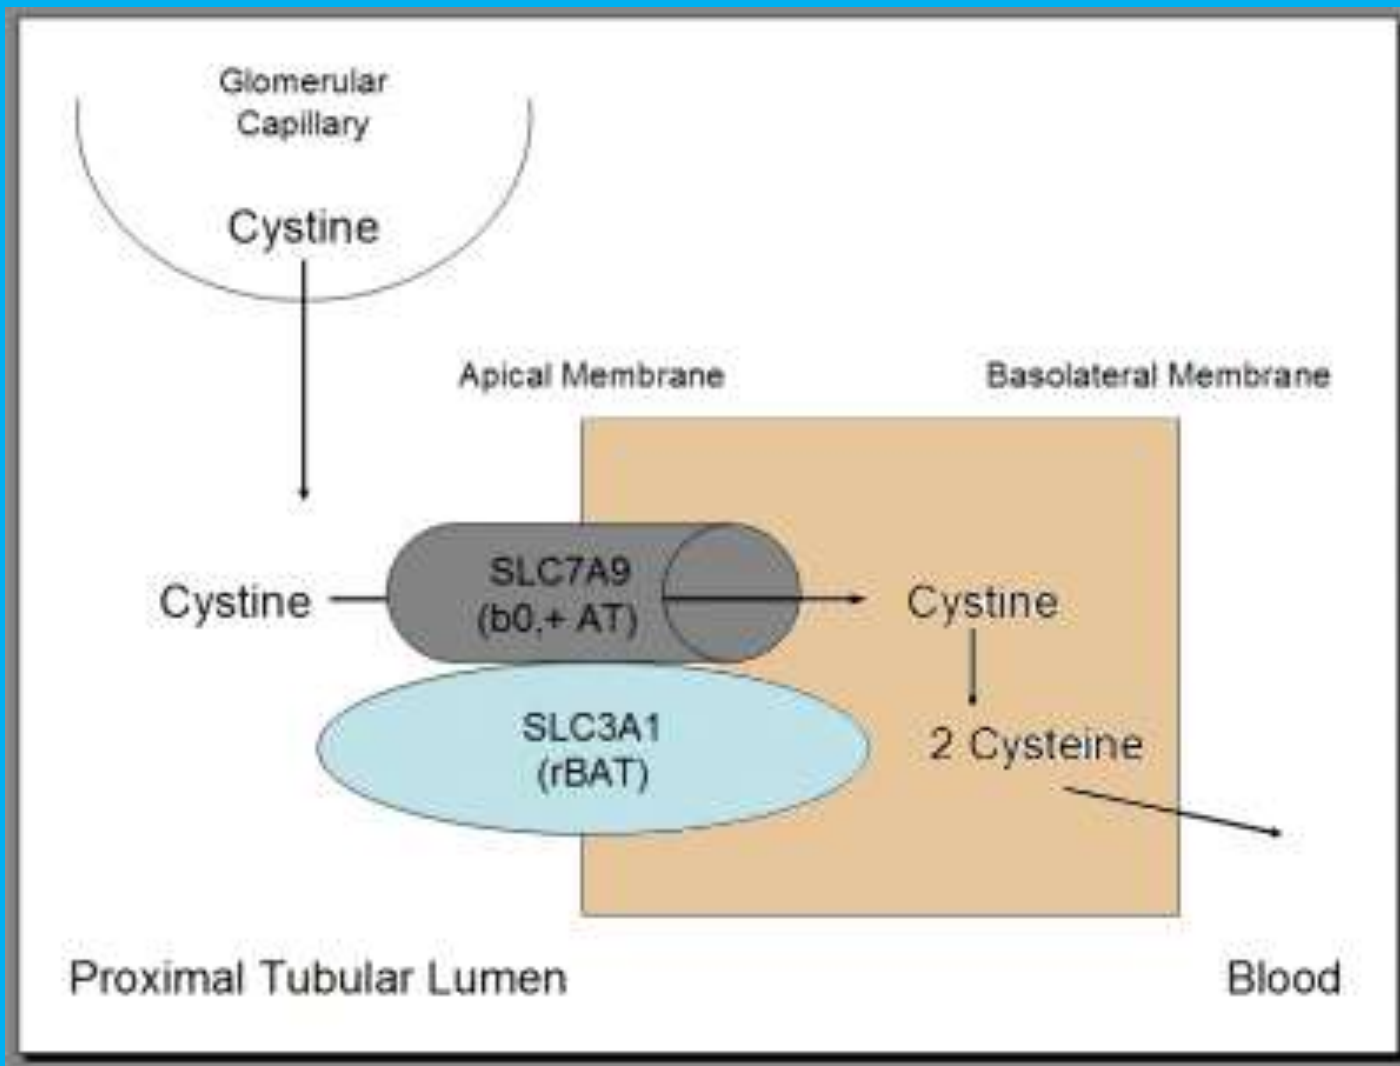 Glomerular
Capillary
Cystine
Apical Membrane
Basolateral Membrane
Cystine
SLC7A9
(b0,+ AT)
Cystine
SLC3A1
(rBAT)
2 Cysteine
Proximal Tubular Lumen
Blood